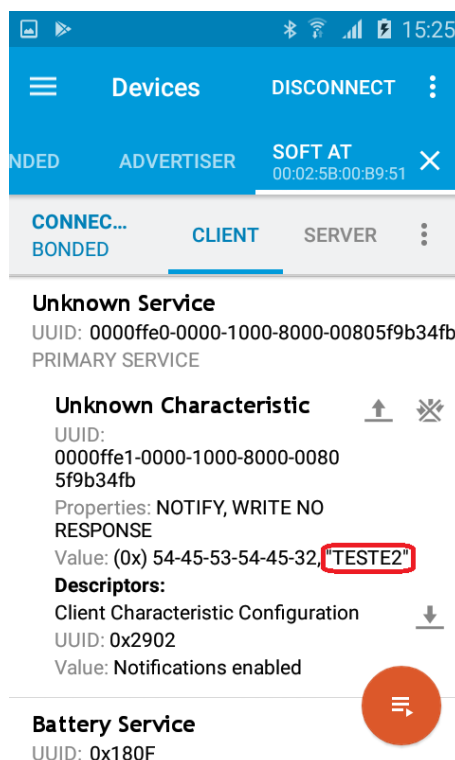 15:25
Devices
DISCONNECT
NDED
ADVERTISER
SOFT AT
00:02:5B:00:B9:51
CONNEC...
BONDED
CLIENT
SERVER
Unknown Service
UUID: 0000ffe0-0000-1000-8000-00805f9b34fb
PRIMARY SERVICE
Unknown Characteristic
UUID:
0000ffe1-0000-1000-8000-0080
5f9b34fb
Properties: NOTIFY, WRITE NO
RESPONSE
Value: (0x) 54-45-53-54-45-32, "TESTE2"
Descriptors:
Client Characteristic Configuration
UUID: 0x2902
Value: Notifications enabled
Battery Service
UUID: 0x180F